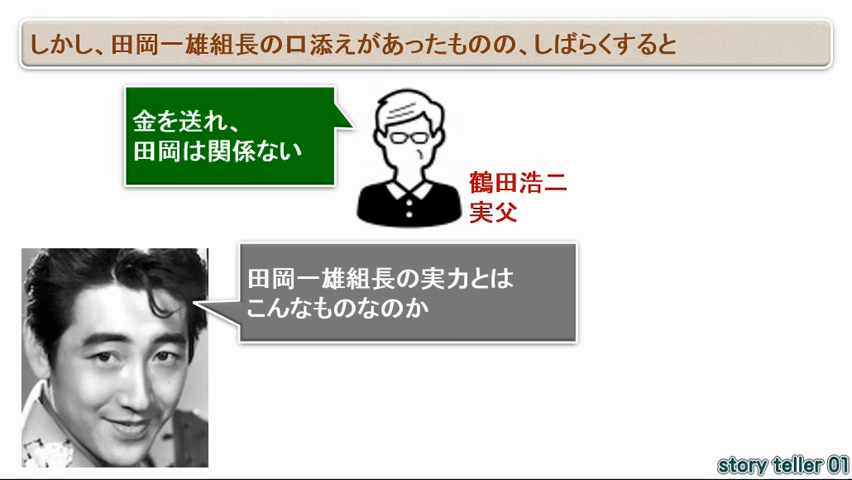 しかし、田岡一雄組長の口添えがあったものの、しばらくすると
金を送れ、
田岡は関係ない
鶴田浩二
実父
田岡一雄組長の実力とは
こんなものなのか
story teller 01